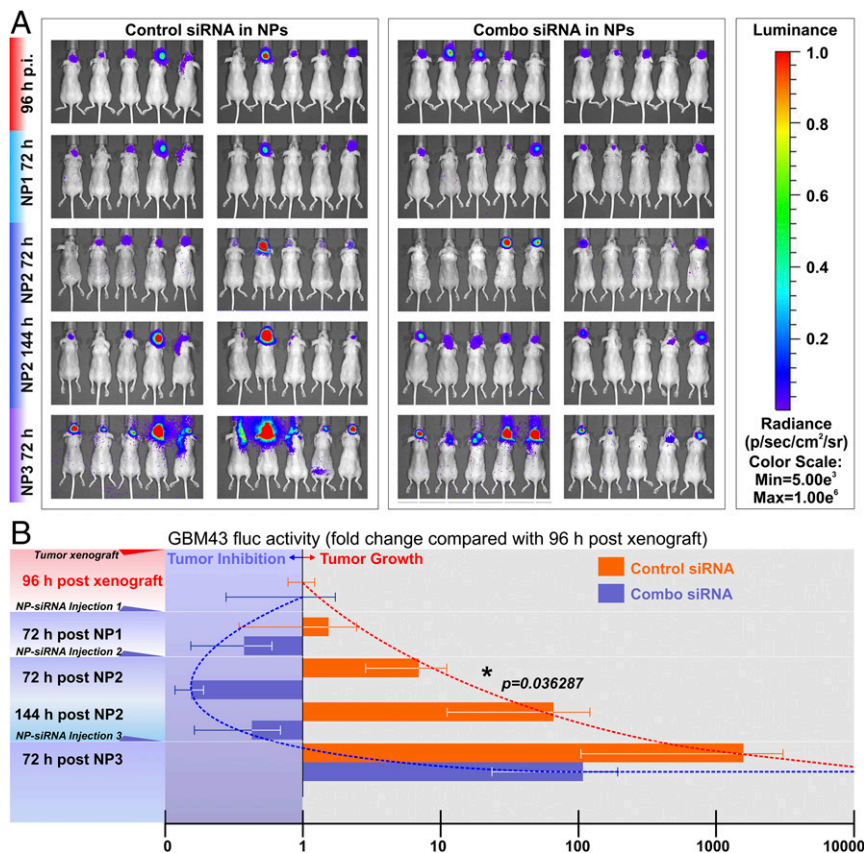 A
Control siRNA in NPs
Combo siRNA in NPs
Luminance
96 h p.i.
NP1 72 h
NP2 72 h
NP2 144 h
NP3 72 h
1.0
0.8
0.6
0.4
0.2
Radiance
(p/sec/cm²/sr)
Color Scale:
Min=5.00e³
Max=1.00e⁶
B
GBM43 fluc activity (fold change compared with 96 h post xenograft)
Tumor xenograft
Tumor Inhibition
Tumor Growth
96 h post xenograft
Control siRNA
Combo siRNA
NP-siRNA Injection 1
72 h post NP1
NP-siRNA Injection 2
72 h post NP2
*
p=0.036287
144 h post NP2
NP-siRNA Injection 3
72 h post NP3
0 1 10 100 1000 10000